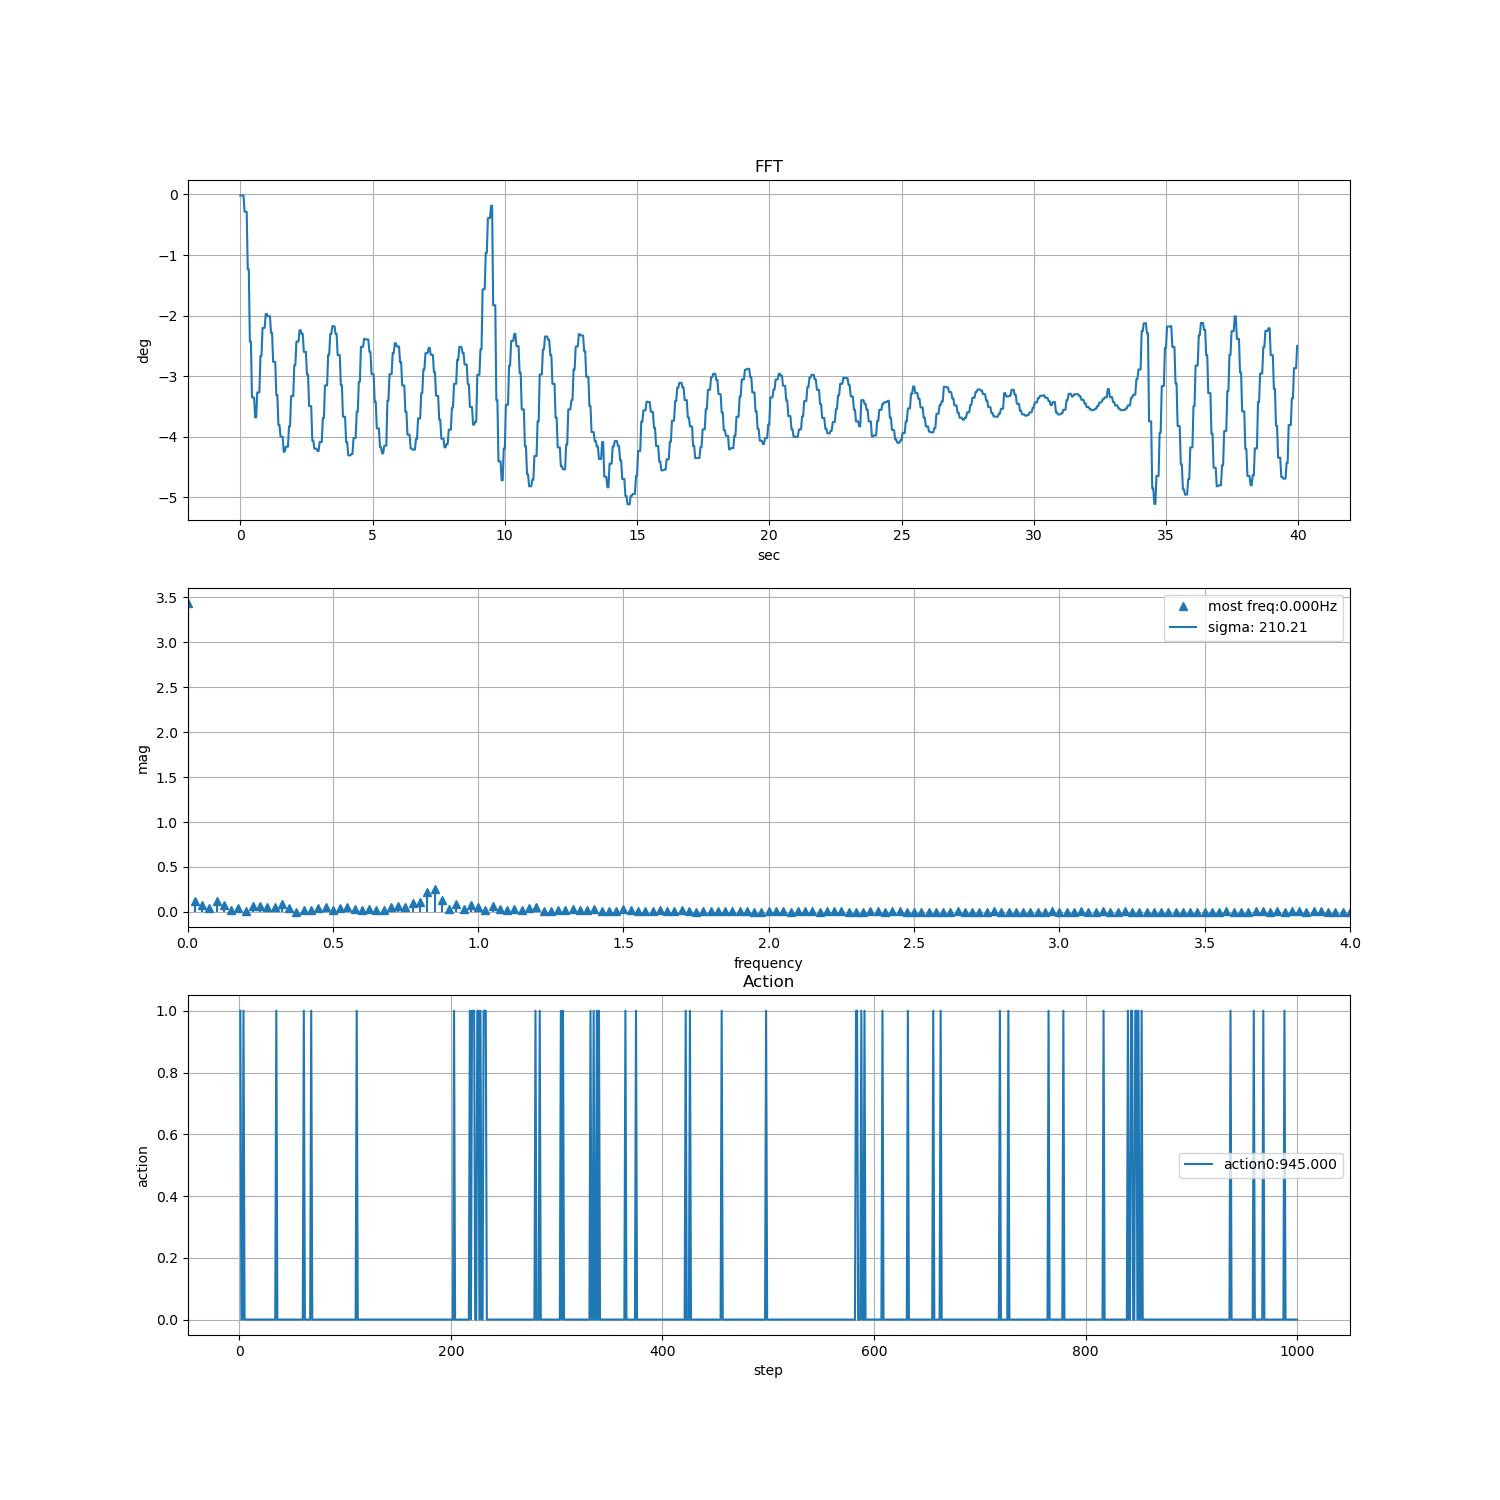 FFT
0
−1
−2
−3
−4
−5
deg
0 5 10 15 20 25 30 35 40
sec
3.5
3.0
2.5
2.0
1.5
1.0
0.5
0.0
mag
most freq:0.000Hz
sigma: 210.21
0.0 0.5 1.0 1.5 2.0 2.5 3.0 3.5 4.0
frequency
Action
1.0
0.8
0.6
0.4
0.2
0.0
action
action0:945.000
0 200 400 600 800 1000
step